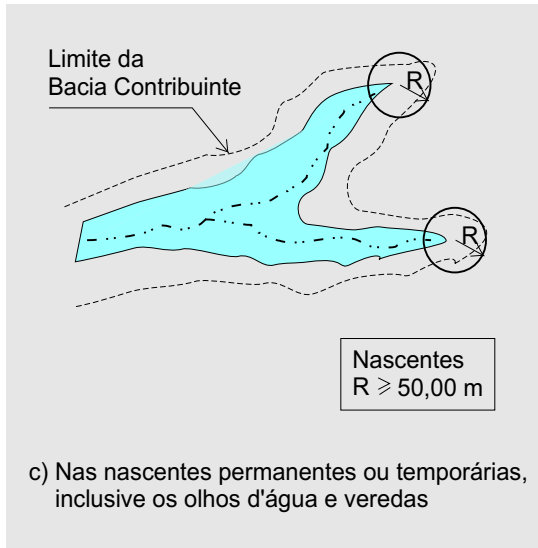 Limite da
Bacia Contribuinte
R
R
Nascentes
R ⩾ 50,00 m
c) Nas nascentes permanentes ou temporárias,
inclusive os olhos d'água e veredas